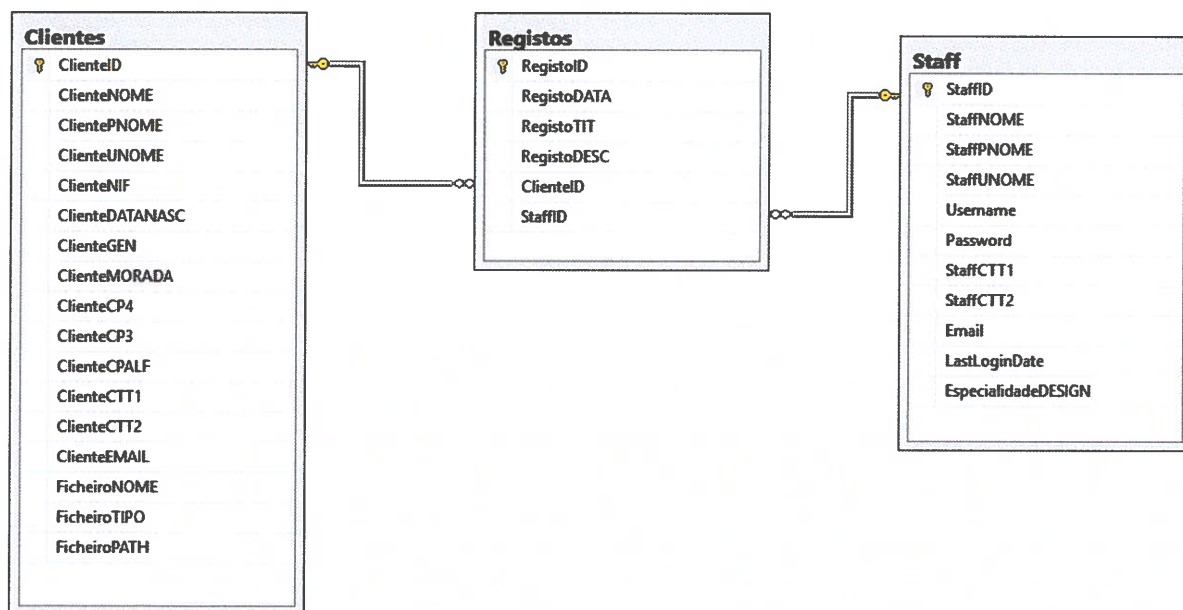 Clientes
ClienteID
ClienteNOME
ClientePNOME
ClienteUNOME
ClienteNIF
ClienteDATANASC
ClienteGEN
ClienteMORADA
ClienteCP4
ClienteCP3
ClienteCPALF
ClienteCTT1
ClienteCTT2
ClienteEMAIL
FicheiroNOME
FicheiroTIPO
FicheiroPATH
Registos
RegistoID
RegistoDATA
RegistoTIT
RegistoDESC
ClienteID
StaffID
Staff
StaffID
StaffNOME
StaffPNOME
StaffUNOME
Username
Password
StaffCTT1
StaffCTT2
Email
LastLoginDate
EspecialidadeDESIGN